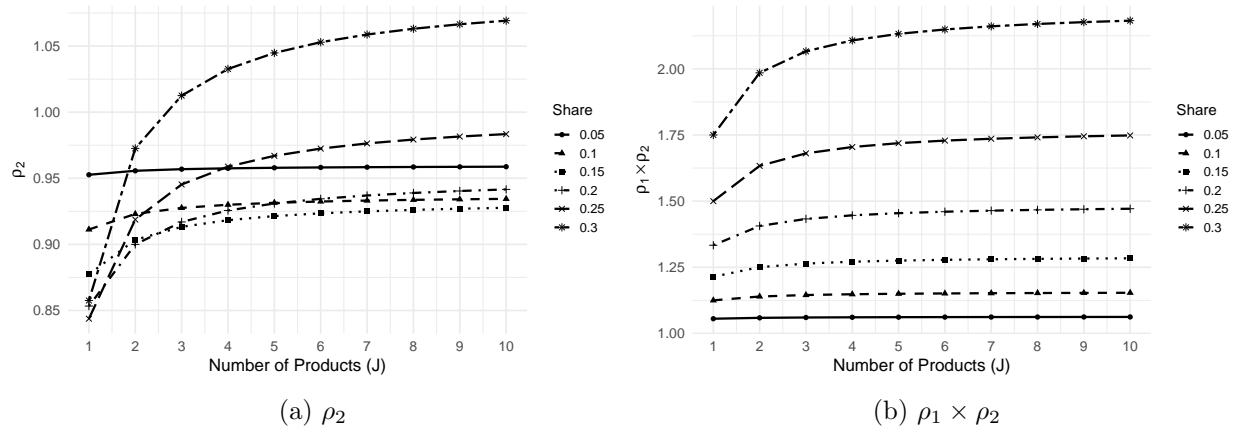 ρ₂
1.05
1.00
0.95
0.90
0.85
1 2 3 4 5 6 7 8 9 10
Number of Products (J)
Share
0.05
0.1
0.15
0.2
0.25
0.3
(a) ρ₂
ρ₁×ρ₂
2.00
1.75
1.50
1.25
1.00
1 2 3 4 5 6 7 8 9 10
Number of Products (J)
Share
0.05
0.1
0.15
0.2
0.25
0.3
(b) ρ₁ × ρ₂